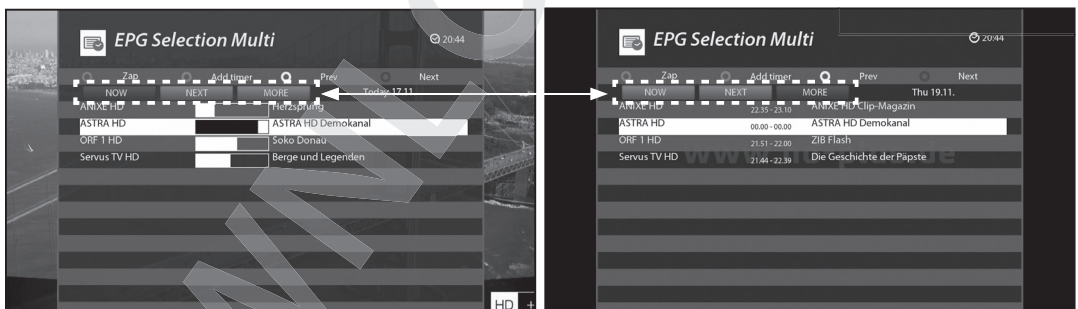 EPG Selection Multi
20:44
Zap Add timer Prev Next
NOW NEXT MORE Today 17.11.
ANIXE HD Herzsprung
ASTRA HD ASTRA HD Demokanal
ORF 1 HD Soko Donau
Servus TV HD Berge und Legenden
HD +
EPG Selection Multi
20:44
Zap Add timer Prev Next
NOW NEXT MORE Thu 19.11.
ANIXE HD 22.35 - 23.10 ANIXE HD Clip-Magazin
ASTRA HD 00.00 - 00.00 ASTRA HD Demokanal
ORF 1 HD 21.51 - 22.00 ZIB Flash
Servus TV HD 21.44 - 22.39 Die Geschichte der Päpste